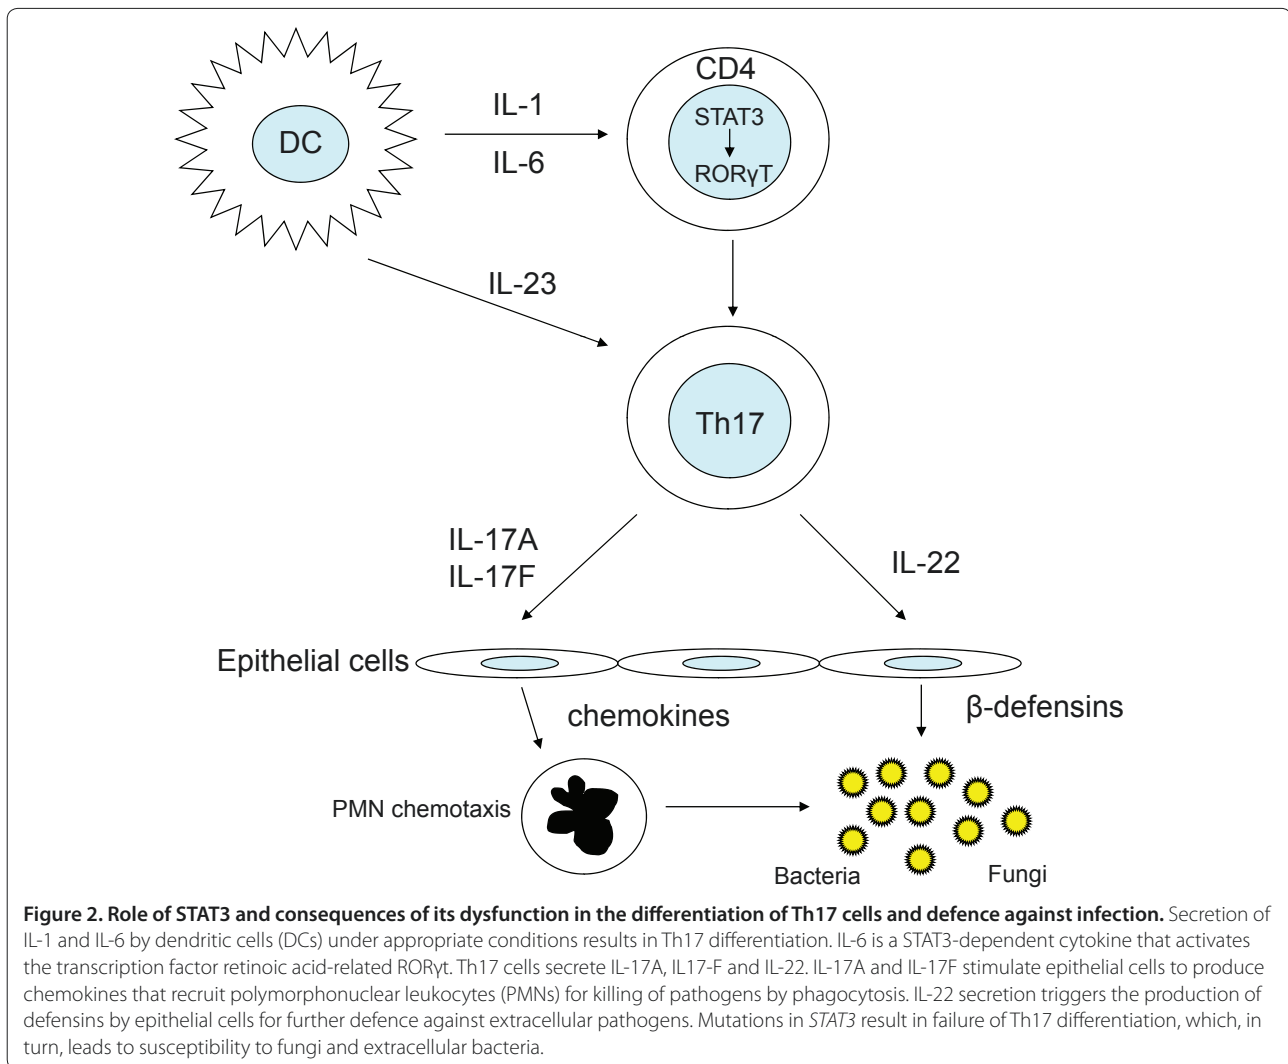 DC
IL-1
IL-6
CD4
STAT3
RORγT
IL-23
Th17
IL-17A
IL-17F
IL-22
Epithelial cells
chemokines
β-defensins
PMN chemotaxis
Bacteria
Fungi
Figure 2. Role of STAT3 and consequences of its dysfunction in the differentiation of Th17 cells and defence against infection. Secretion of
IL-1 and IL-6 by dendritic cells (DCs) under appropriate conditions results in Th17 differentiation. IL-6 is a STAT3-dependent cytokine that activates
the transcription factor retinoic acid-related RORγt. Th17 cells secrete IL-17A, IL17-F and IL-22. IL-17A and IL-17F stimulate epithelial cells to produce
chemokines that recruit polymorphonuclear leukocytes (PMNs) for killing of pathogens by phagocytosis. IL-22 secretion triggers the production of
defensins by epithelial cells for further defence against extracellular pathogens. Mutations in STAT3 result in failure of Th17 differentiation, which, in
turn, leads to susceptibility to fungi and extracellular bacteria.